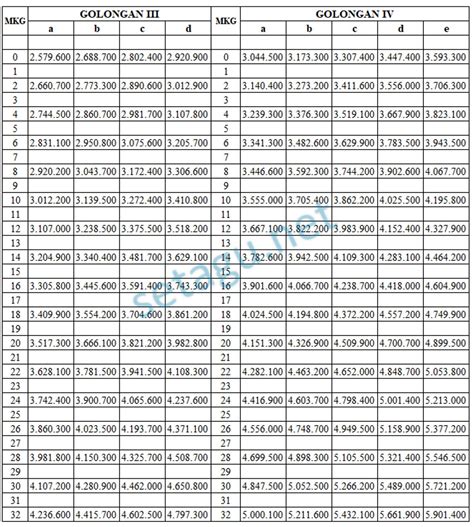 MKG GOLONGAN III MKG GOLONGAN IV
a b c d a b c d e
0 2.579.600 2.688.700 2.802.400 2.920.900 0 3.044.500 3.173.300 3.307.400 3.447.400 3.593.300
1 1
2 2.660.700 2.773.300 2.890.600 3.012.900 2 3.140.400 3.273.200 3.411.600 3.556.000 3.706.300
3 3
4 2.744.500 2.860.700 2.981.700 3.107.800 4 3.239.300 3.376.300 3.519.100 3.667.900 3.823.100
5 5
6 2.831.100 2.950.800 3.075.600 3.205.700 6 3.341.300 3.482.600 3.629.900 3.783.500 3.943.500
7 7
8 2.920.200 3.043.700 3.172.400 3.306.600 8 3.446.600 3.592.300 3.744.200 3.902.600 4.067.700
9 9
10 3.012.200 3.139.500 3.272.400 3.410.800 10 3.555.000 3.705.400 3.862.200 4.025.500 4.195.800
11 11
12 3.107.000 3.238.500 3.375.500 3.518.200 12 3.667.100 3.822.200 3.983.900 4.152.400 4.327.900
13 13
14 3.204.900 3.340.400 3.481.700 3.629.100 14 3.782.600 3.942.500 4.109.300 4.283.100 4.464.200
15 15
16 3.305.800 3.445.600 3.591.400 3.743.300 16 3.901.600 4.066.700 4.238.700 4.418.000 4.604.900
17 17
18 3.409.900 3.554.200 3.704.600 3.861.200 18 4.024.500 4.194.800 4.372.200 4.557.200 4.749.900
19 19
20 3.517.300 3.666.100 3.821.200 3.982.800 20 4.151.300 4.326.900 4.509.900 4.700.700 4.899.500
21 21
22 3.628.100 3.781.500 3.941.500 4.108.300 22 4.282.100 4.463.200 4.652.000 4.848.700 5.053.800
23 23
24 3.742.400 3.900.700 4.065.600 4.237.600 24 4.416.900 4.603.700 4.798.400 5.001.400 5.213.000
25 25
26 3.860.300 4.023.500 4.193.400 4.371.100 26 4.556.000 4.748.700 4.949.500 5.158.900 5.377.200
27 27
28 3.981.800 4.150.300 4.325.700 4.508.700 28 4.699.500 4.898.300 5.105.500 5.321.400 5.546.500
29 29
30 4.107.200 4.280.900 4.462.000 4.650.800 30 4.847.500 5.052.500 5.266.200 5.489.000 5.721.200
31 31
32 4.236.600 4.415.700 4.602.500 4.797.300 32 5.000.100 5.211.600 5.432.100 5.661.900 5.901.400
setagu.net